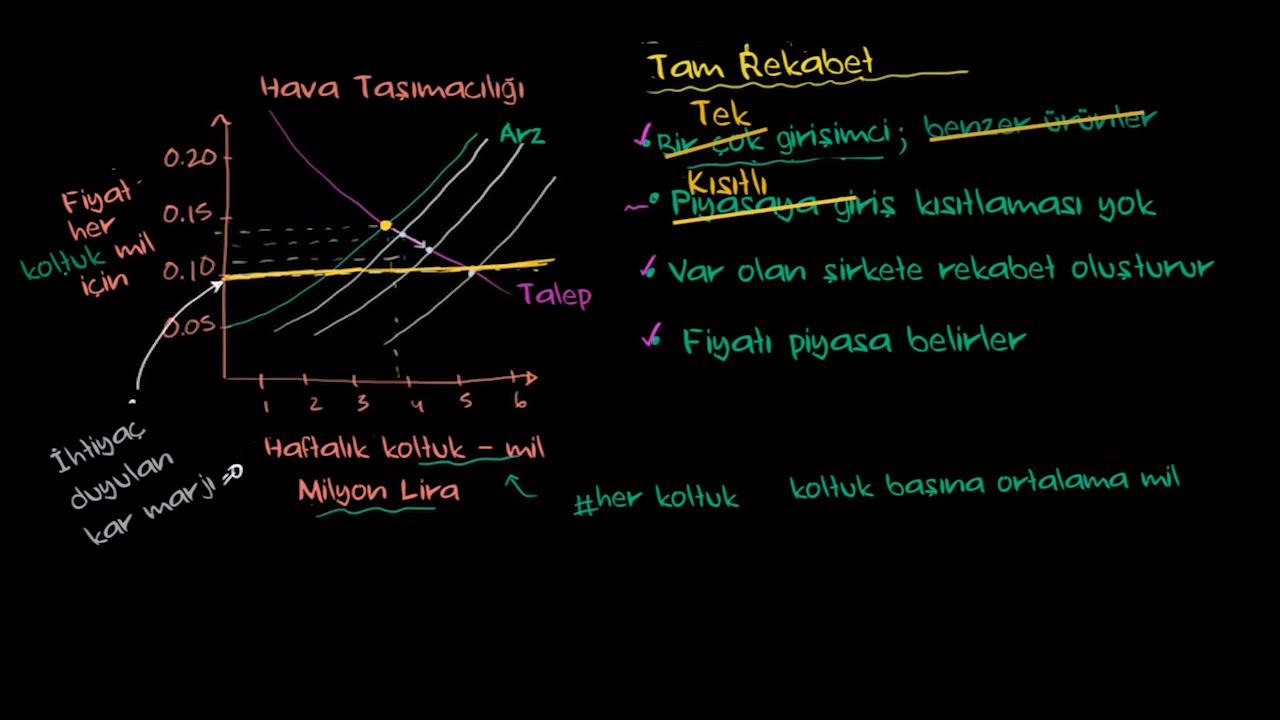 Hava Taşımacılığı
Arz
0.20
0.15
0.10
0.05
Fiyat
her
koltuk mil
için
Talep
1 2 3 4 5 6
Haftalık koltuk - mil
Milyon Lira
İhtiyaç
duyulan
kar marjı => 
#her koltuk koltuk başına ortalama mil
Tam Rekabet
Tek
Bir çok girişimci; benzer ürünler
Kısıtlı
Piyasaya giriş kısıtlaması yok
Var olan şirkete rekabet oluşturur
Fiyatı piyasa belirler